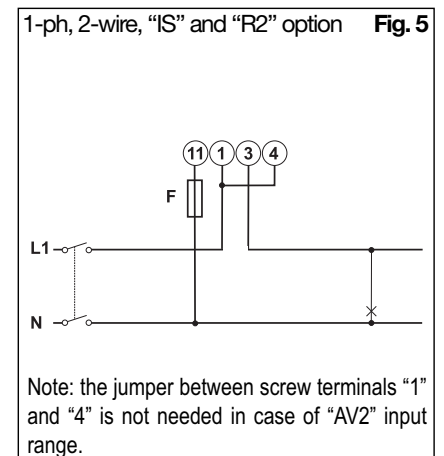 1-ph, 2-wire, “IS” and “R2” option Fig. 5
11 1 3 4
F
L1
N
Note: the jumper between screw terminals “1”
and “4” is not needed in case of “AV2” input
range.